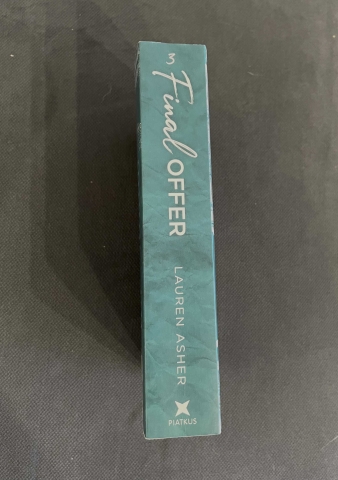 3
Final OFFER
LAUREN ASHER
PIATKUS